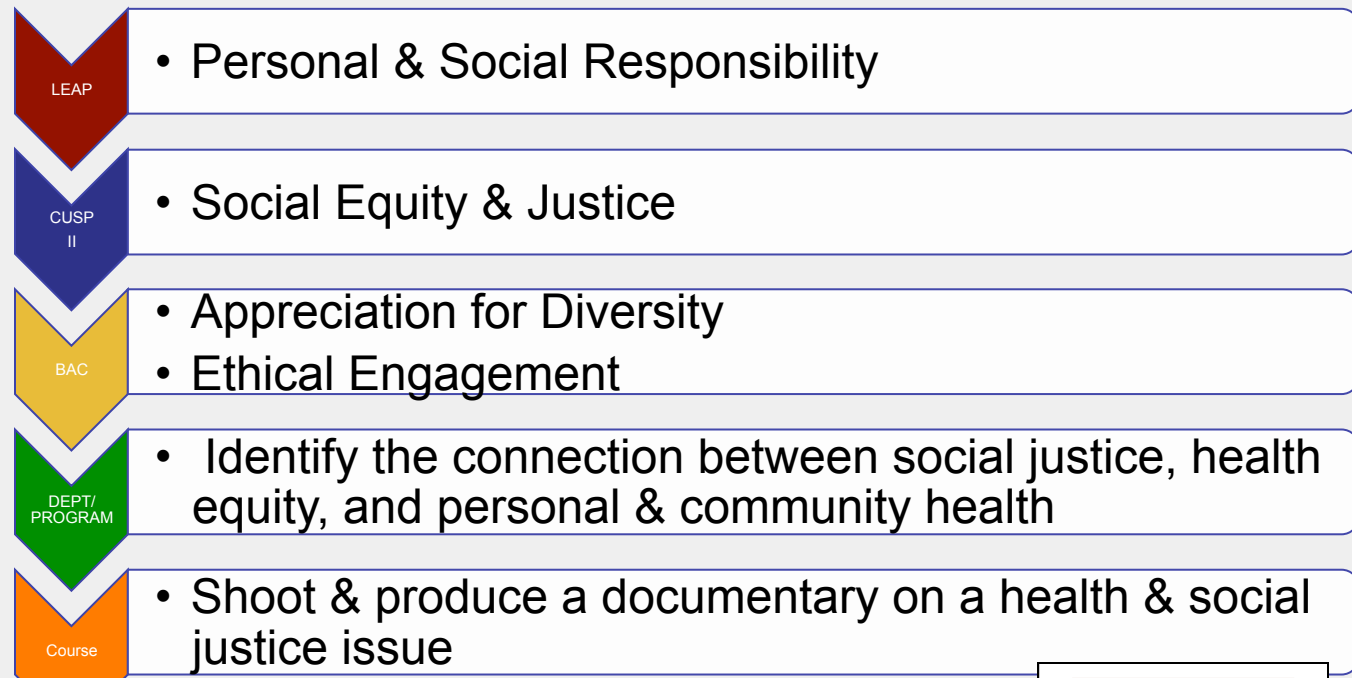 LEAP
• Personal & Social Responsibility
CUSP
II
• Social Equity & Justice
BAC
• Appreciation for Diversity
• Ethical Engagement
DEPT/
PROGRAM
• Identify the connection between social justice, health
equity, and personal & community health
Course
• Shoot & produce a documentary on a health & social
justice issue